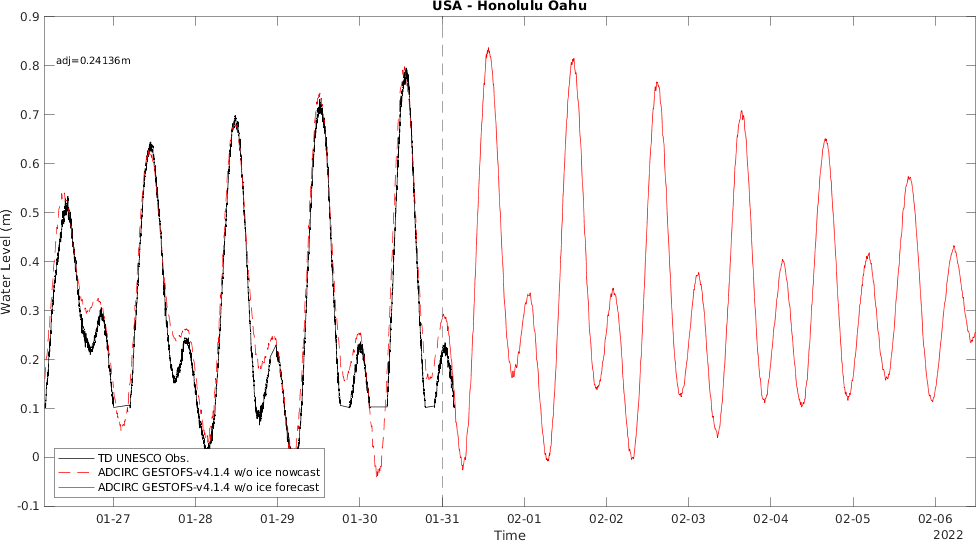 USA - Honolulu Oahu
adj=0.24136m
Water Level (m)
0.9
0.8
0.7
0.6
0.5
0.4
0.3
0.2
0.1
0
-0.1
TD UNESCO Obs.
ADCIRC GESTOFS-v4.1.4 w/o ice nowcast
ADCIRC GESTOFS-v4.1.4 w/o ice forecast
01-27 01-28 01-29 01-30 01-31 02-01 02-02 02-03 02-04 02-05 02-06
Time
2022